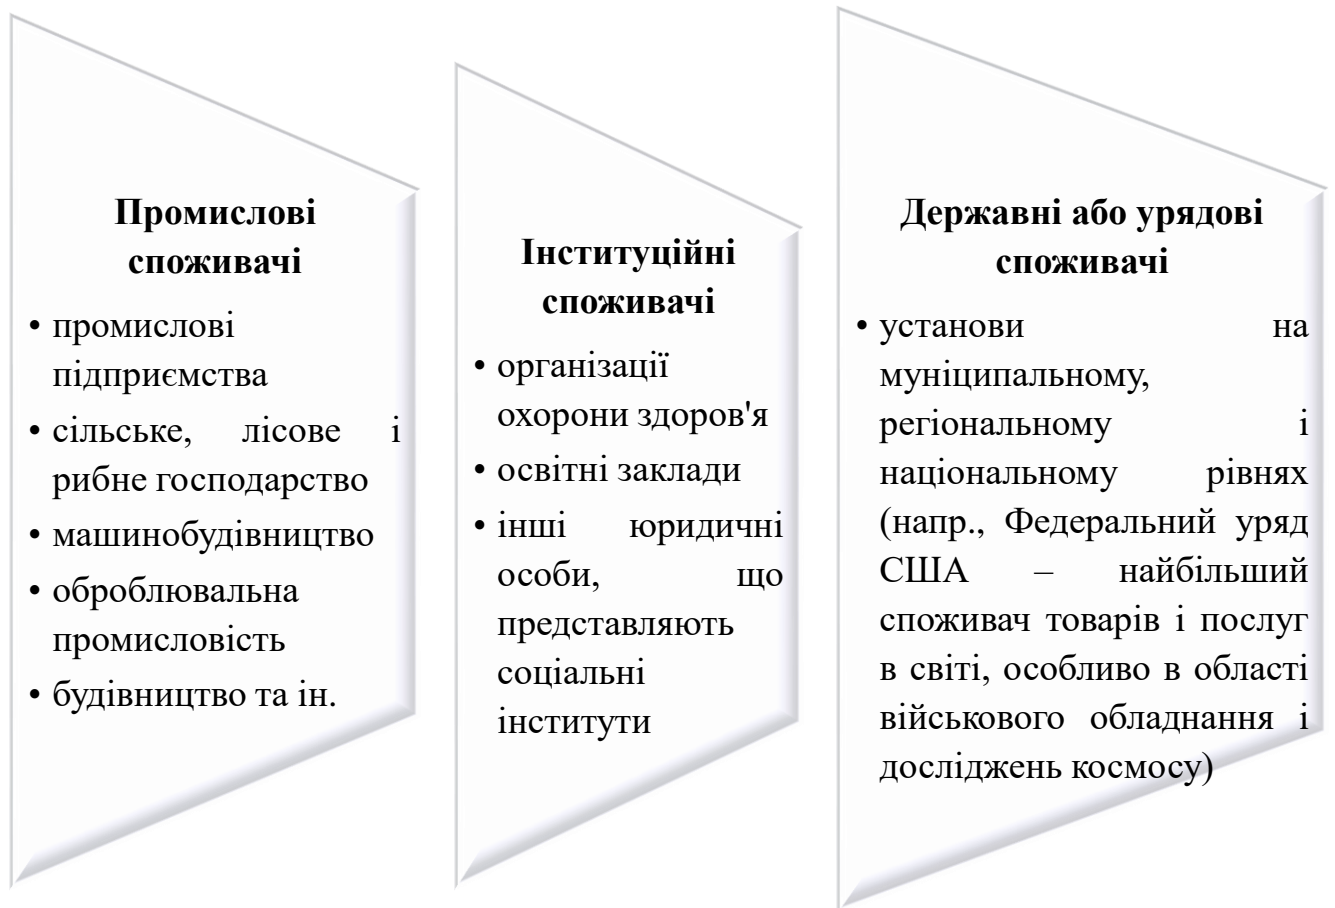 Промислові
споживачі
• промислові
підприємства
• сільське, лісове і
рибне господарство
• машинобудівництво
• оброблювальна
промисловість
• будівництво та ін.
Інституційні
споживачі
• організації
охорони здоров'я
• освітні заклади
• інші юридичні
особи, що
представляють
соціальні
інститути
Державні або урядові
споживачі
• установи на
муніципальному,
регіональному і
національному рівнях
(напр., Федеральний уряд
США – найбільший
споживач товарів і послуг
в світі, особливо в області
військового обладнання і
досліджень космосу)